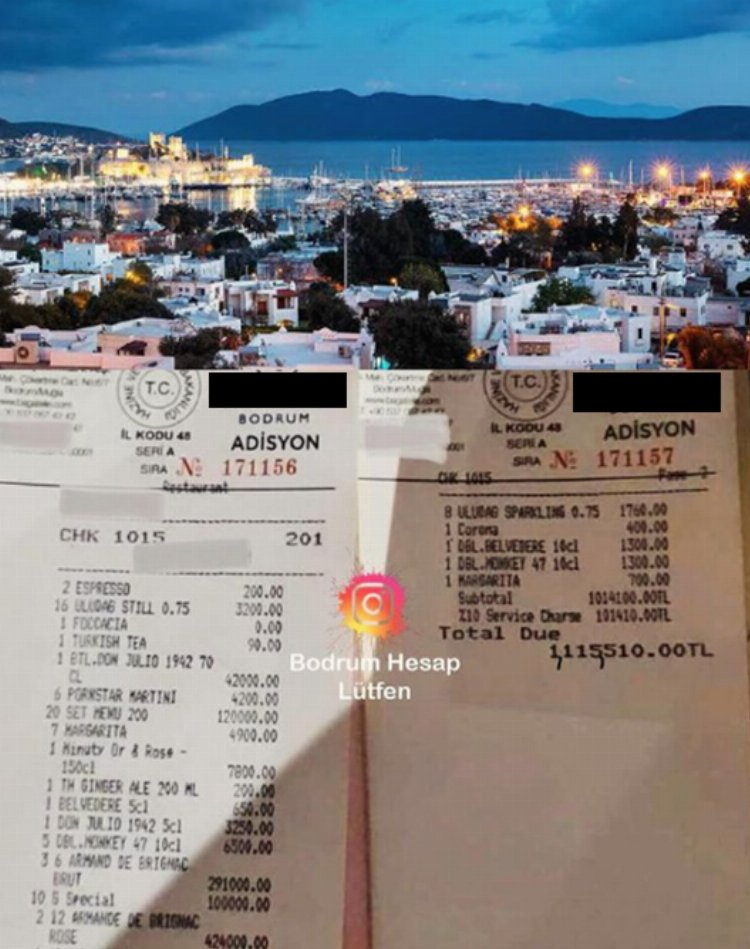 Bodrum/Muğla
T.C.
BODRUM
İL KODU 48
SERİ A
SIRA № 171156
ADİSYON
Restaurant
CHK 1015 201
2 ESPRESSO 200.00
16 ULUDAG STILL 0.75 3200.00
1 FOCCACIA 0.00
1 TURKISH TEA 90.00
1 BTL.DON JULIO 1942 70
CL 42000.00
6 PORNSTAR MARTINI 4200.00
20 SET MENU 200 120000.00
7 MARGARITA 4900.00
1 Minuty Or & Rose -
150cl 7800.00
1 TH GINGER ALE 200 ML 200.00
1 BELVEDERE 5cl 650.00
1 DON JULIO 1942 5cl 3250.00
5 DBL.MONKEY 47 10cl 6500.00
3 6 ARMAND DE BRIGNAC
BRUT 291000.00
10 G Special 100000.00
2 12 ARMANDE DE BRIGNAC
ROSE 424000.00
Bodrum/Muğla
T.C.
İL KODU 48
SERİ A
SIRA № 171157
ADİSYON
CHK 1015
8 ULUDAG SPARKLING 0.75 1760.00
1 Corona 400.00
1 DBL.BELVEDERE 10cl 1300.00
1 DBL.MONKEY 47 10cl 1300.00
1 MARGARITA 700.00
Subtotal 1014100.00TL
%10 Service Charge 101410.00TL
Total Due
1,115,510.00TL
Bodrum Hesap
Lütfen